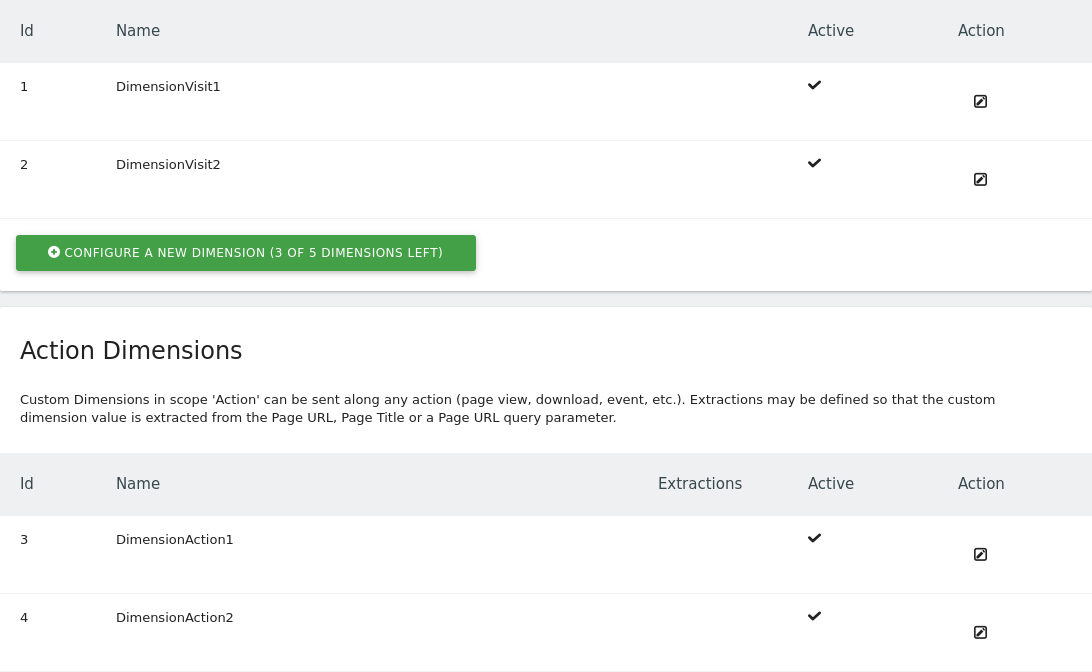 Id Name Active Action
1 DimensionVisit1
2 DimensionVisit2
CONFIGURE A NEW DIMENSION (3 OF 5 DIMENSIONS LEFT)
Action Dimensions
Custom Dimensions in scope 'Action' can be sent along any action (page view, download, event, etc.). Extractions may be defined so that the custom
dimension value is extracted from the Page URL, Page Title or a Page URL query parameter.
Id Name Extractions Active Action
3 DimensionAction1
4 DimensionAction2